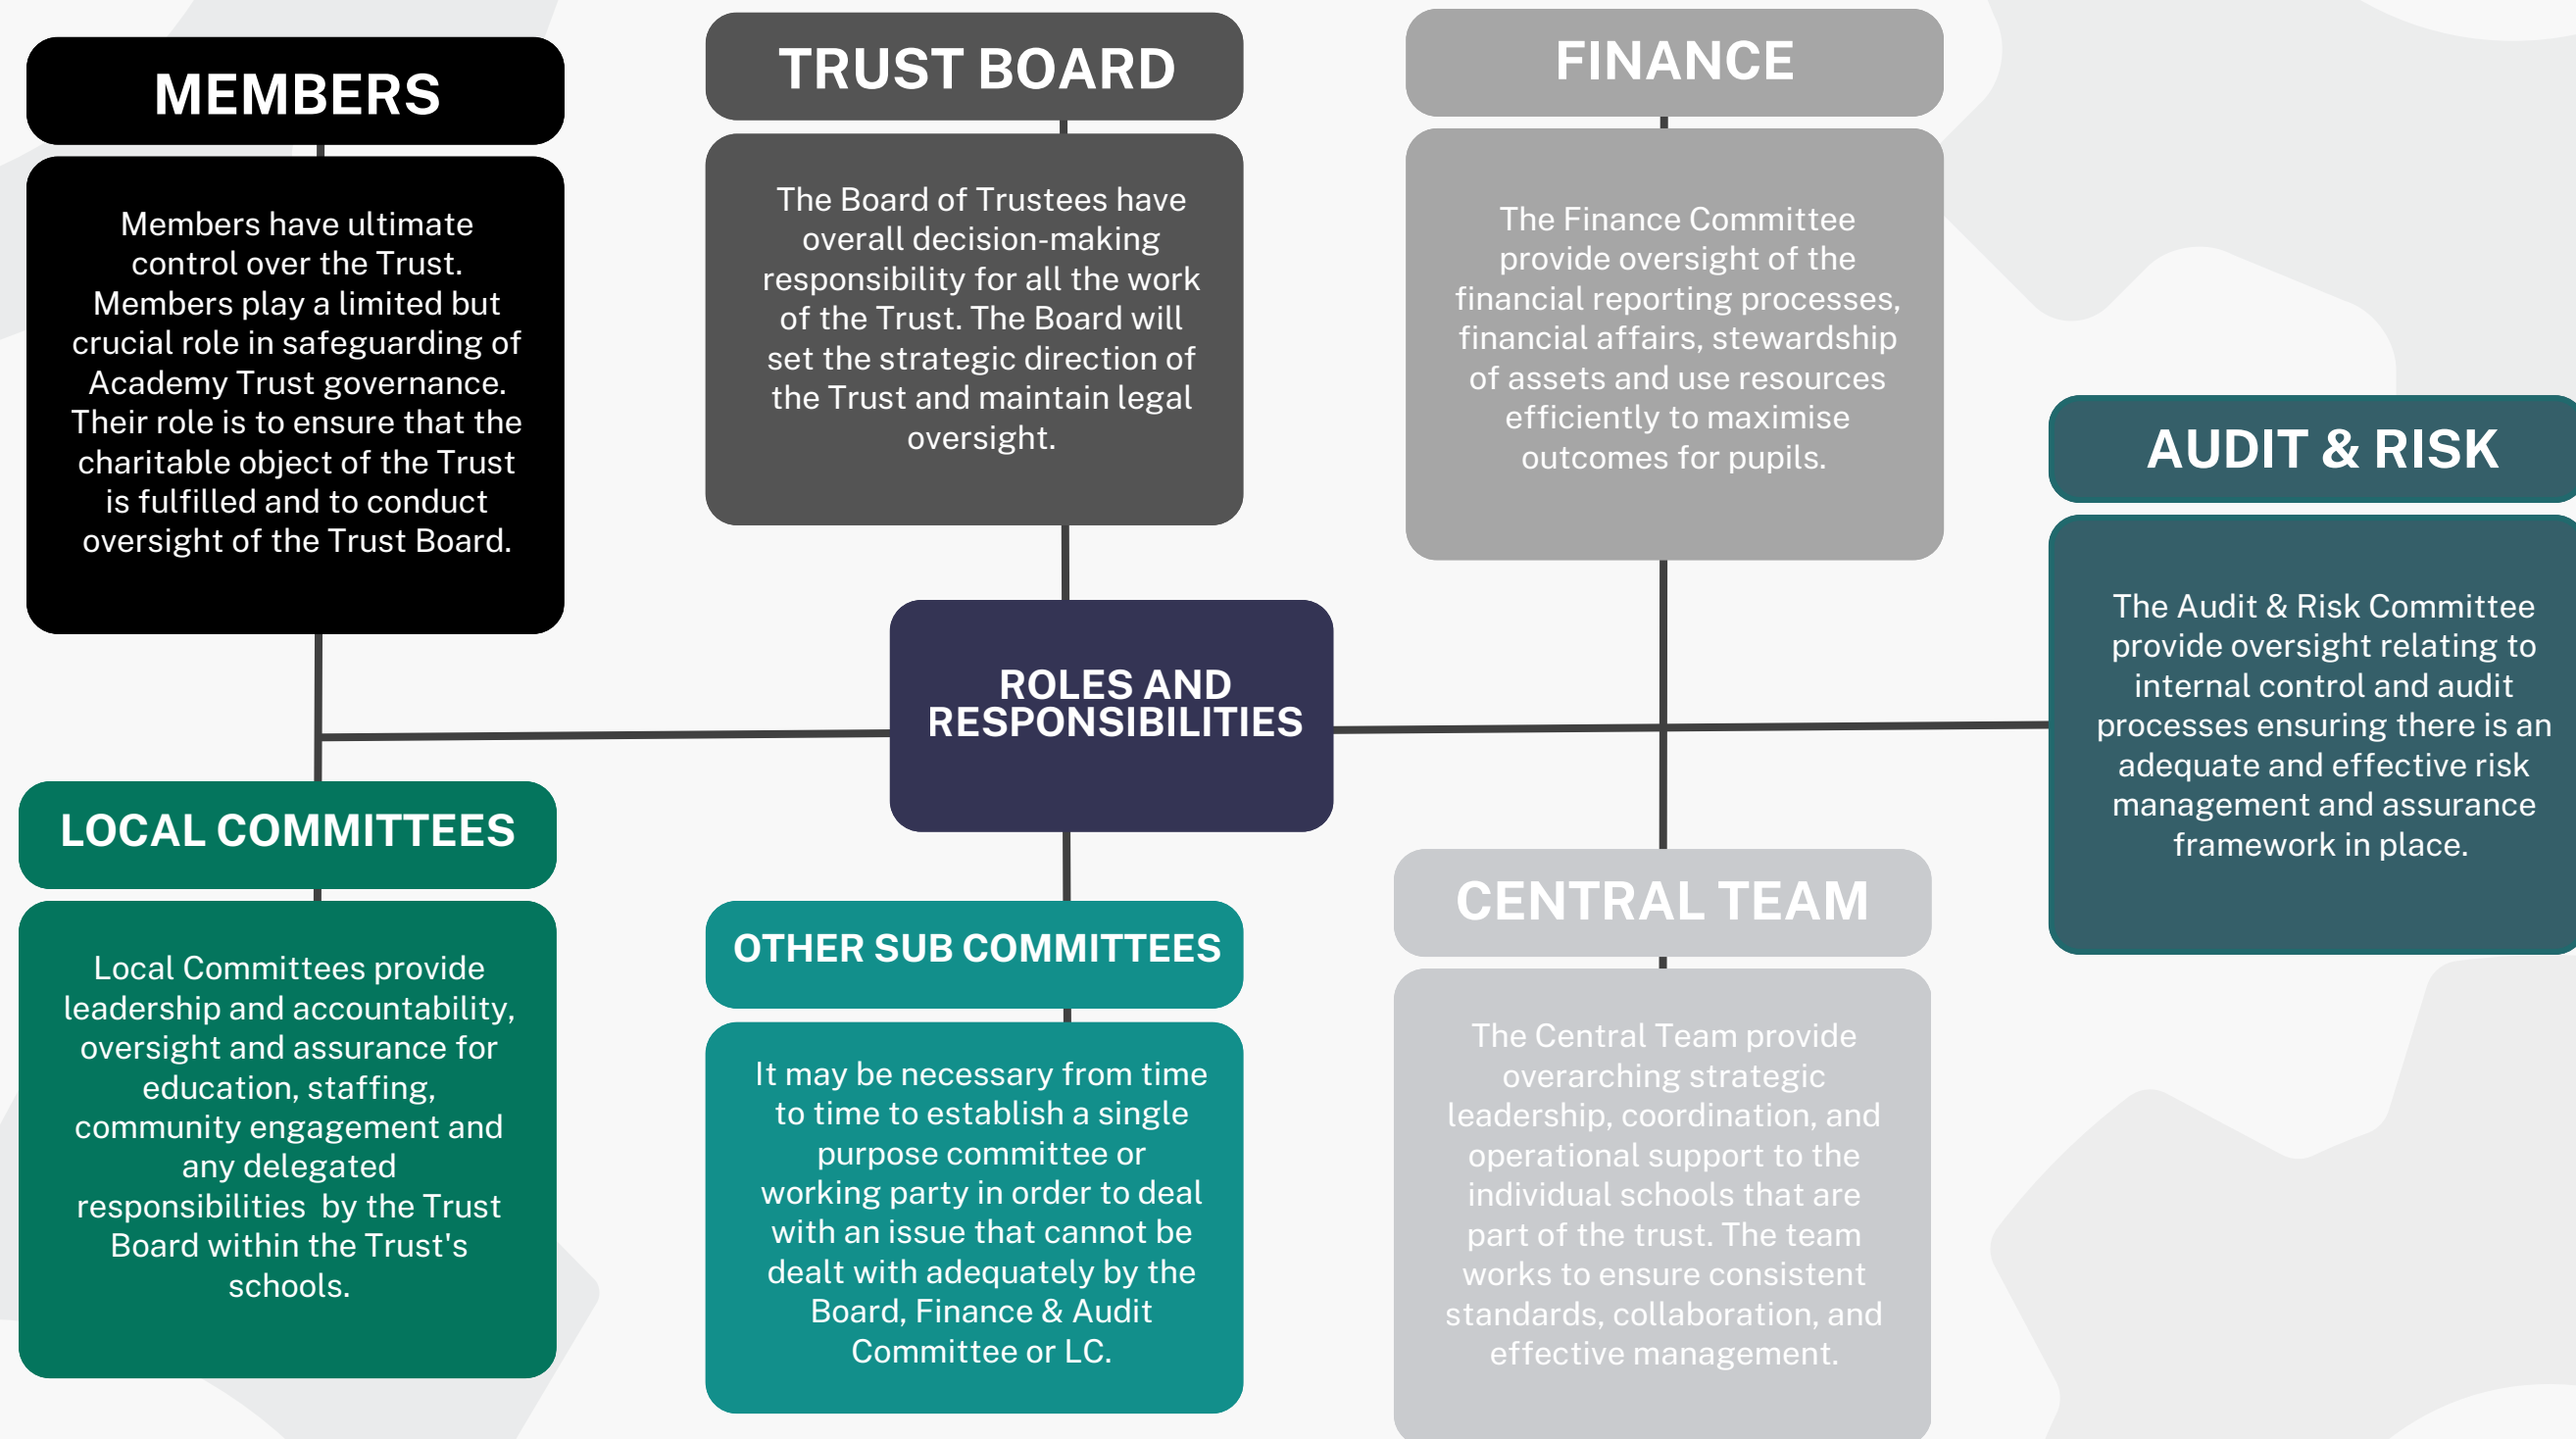 MEMBERS
Members have ultimate
control over the Trust.
Members play a limited but
crucial role in safeguarding of
Academy Trust governance.
Their role is to ensure that the
charitable object of the Trust
is fulfilled and to conduct
oversight of the Trust Board.
TRUST BOARD
The Board of Trustees have
overall decision-making
responsibility for all the work
of the Trust. The Board will
set the strategic direction of
the Trust and maintain legal
oversight.
FINANCE
The Finance Committee
provide oversight of the
financial reporting processes,
financial affairs, stewardship
of assets and use resources
efficiently to maximise
outcomes for pupils.
AUDIT & RISK
The Audit & Risk Committee
provide oversight relating to
internal control and audit
processes ensuring there is an
adequate and effective risk
management and assurance
framework in place.
ROLES AND
RESPONSIBILITIES
LOCAL COMMITTEES
Local Committees provide
leadership and accountability,
oversight and assurance for
education, staffing,
community engagement and
any delegated
responsibilities  by the Trust
Board within the Trust's
schools.
OTHER SUB COMMITTEES
It may be necessary from time
to time to establish a single
purpose committee or
working party in order to deal
with an issue that cannot be
dealt with adequately by the
Board, Finance & Audit
Committee or LC.
CENTRAL TEAM
The Central Team provide
overarching strategic
leadership, coordination, and
operational support to the
individual schools that are
part of the trust. The team
works to ensure consistent
standards, collaboration, and
effective management.